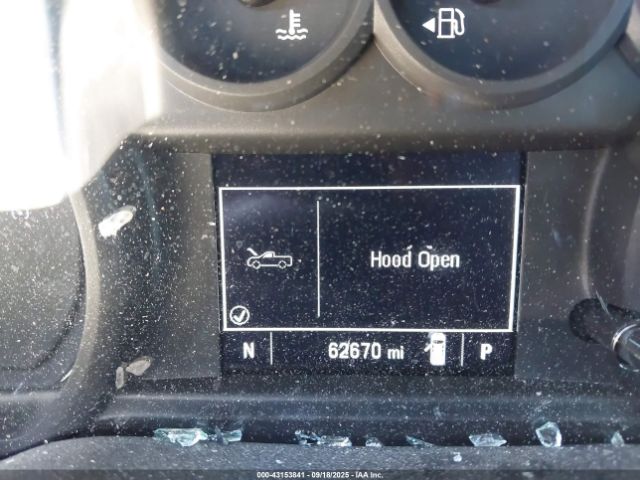 Hood Open
N 62670 mi P
000-43153841 - 09/18/2025 - IAA Inc.